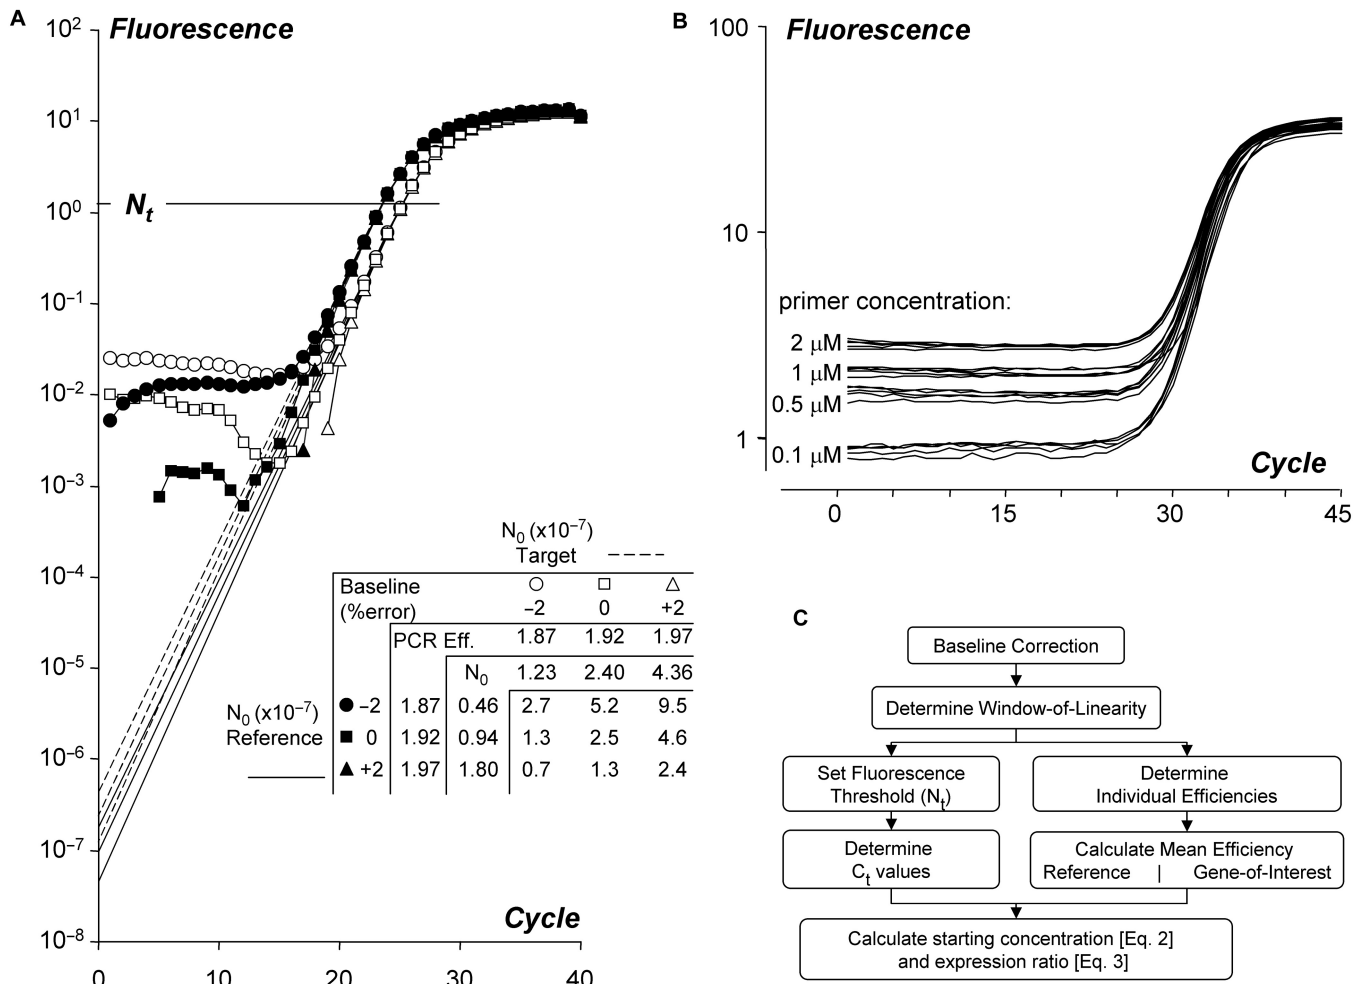 A
Fluorescence
10²
10¹
10⁰
10⁻¹
10⁻²
10⁻³
10⁻⁴
10⁻⁵
10⁻⁶
10⁻⁷
10⁻⁸
Nₜ
N₀ (x10⁻⁷)
Target
Baseline
(%error)
−2 0 +2
PCR Eff. 1.87 1.92 1.97
N₀ 1.23 2.40 4.36
N₀ (x10⁻⁷)
Reference
−2 1.87 0.46 2.7 5.2 9.5
0 1.92 0.94 1.3 2.5 4.6
+2 1.97 1.80 0.7 1.3 2.4
Cycle
0 10 20 30 40
B
Fluorescence
100
10
1
primer concentration:
2 μM
1 μM
0.5 μM
0.1 μM
Cycle
0 15 30 45
C
Baseline Correction
Determine Window-of-Linearity
Set Fluorescence
Threshold (Nₜ)
Determine
Individual Efficiencies
Determine
Cₜ values
Calculate Mean Efficiency
Reference | Gene-of-Interest
Calculate starting concentration [Eq. 2]
and expression ratio [Eq. 3]